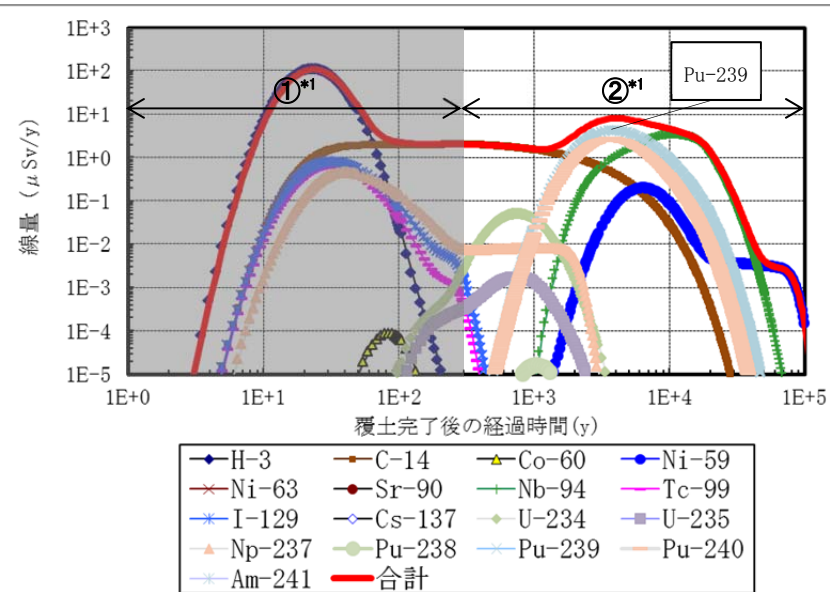 1E+3
1E+2
1E+1
1E+0
1E-1
1E-2
1E-3
1E-4
1E-5
線量 (μSv/y)
①*1
②*1
Pu-239
1E+0 1E+1 1E+2 1E+3 1E+4 1E+5
覆土完了後の経過時間(y)
H-3 C-14 Co-60 Ni-59
Ni-63 Sr-90 Nb-94 Tc-99
I-129 Cs-137 U-234 U-235
Np-237 Pu-238 Pu-239 Pu-240
Am-241 合計